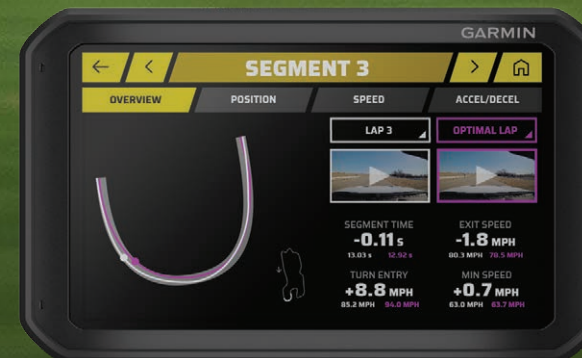 GARMIN
SEGMENT 3
OVERVIEW POSITION SPEED ACCEL/DECEL
LAP 3 OPTIMAL LAP
SEGMENT TIME EXIT SPEED
-0.11 s -1.8 MPH
13.03 s 12.92 s 80.3 MPH 78.5 MPH
TURN ENTRY MIN SPEED
+8.8 MPH +0.7 MPH
85.2 MPH 94.0 MPH 63.0 MPH 63.7 MPH